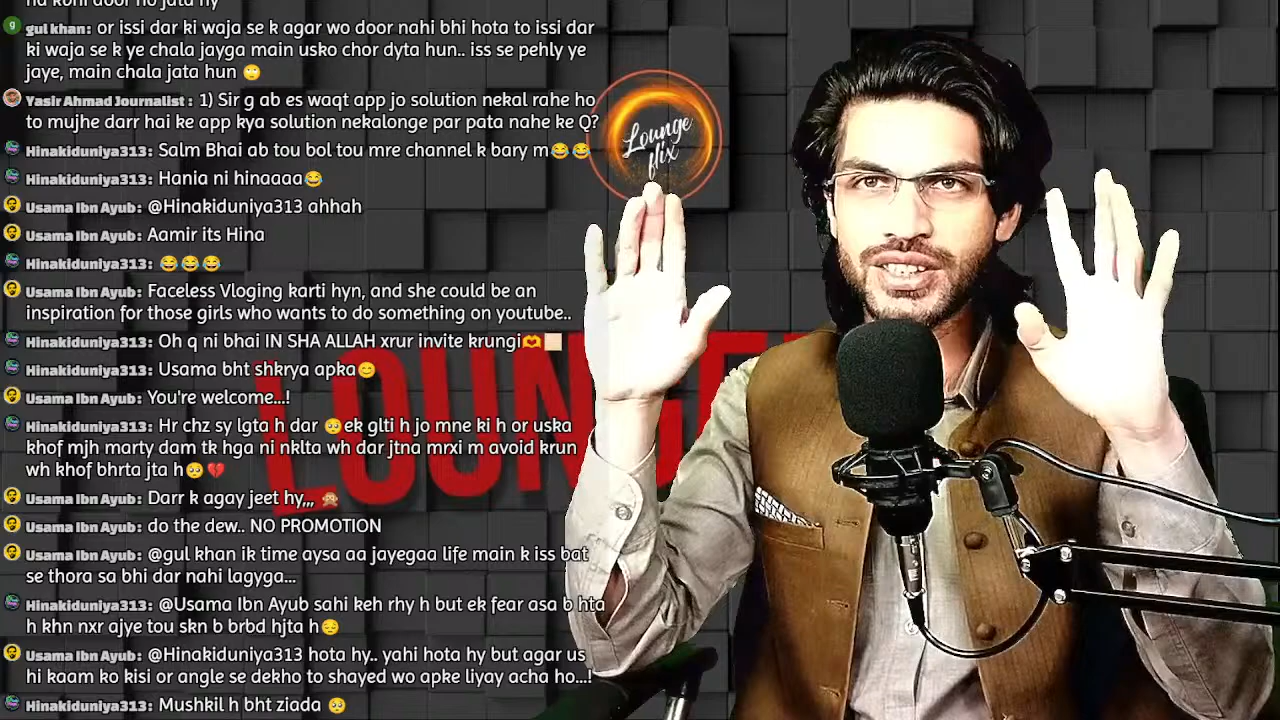 na kohi door ho jata hy
gul khan: or issi dar ki waja se k agar wo door nahi bhi hota to issi dar
ki waja se k ye chala jayga main usko chor dyta hun.. iss se pehly ye
jaye, main chala jata hun 🙄
Yasir Ahmad Journalist : 1) Sir g ab es waqt app jo solution nekal rahe ho
to mujhe darr hai ke app kya solution nekalonge par pata nahe ke Q?
Hinakiduniya313: Salm Bhai ab tou bol tou mre channel k bary m😂😂
Hinakiduniya313: Hania ni hinaaaa😂
Usama Ibn Ayub: @Hinakiduniya313 ahhah
Usama Ibn Ayub: Aamir its Hina
Hinakiduniya313: 😂😂😂
Usama Ibn Ayub: Faceless Vloging karti hyn, and she could be an
inspiration for those girls who wants to do something on youtube..
Hinakiduniya313: Oh q ni bhai IN SHA ALLAH xrur invite krungi🫶🏻
Hinakiduniya313: Usama bht shkrya apka😊
Usama Ibn Ayub: You're welcome...!
Hinakiduniya313: Hr chz sy lgta h dar 🥺ek glti h jo mne ki h or uska
khof mjh marty dam tk hga ni nklta wh dar jtna mrxi m avoid krun
wh khof bhrta jta h🥺💔
Usama Ibn Ayub: Darr k agay jeet hy,,, 🙊
Usama Ibn Ayub: do the dew.. NO PROMOTION
Usama Ibn Ayub: @gul khan ik time aysa aa jayegaa life main k iss bat
se thora sa bhi dar nahi lagyga...
Hinakiduniya313: @Usama Ibn Ayub sahi keh rhy h but ek fear asa b hta
h khn nxr ajye tou skn b brbd hjta h😔
Usama Ibn Ayub: @Hinakiduniya313 hota hy.. yahi hota hy but agar us
hi kaam ko kisi or angle se dekho to shayed wo apke liyay acha ho...!
Hinakiduniya313: Mushkil h bht ziada 🥺
Lounge
flix